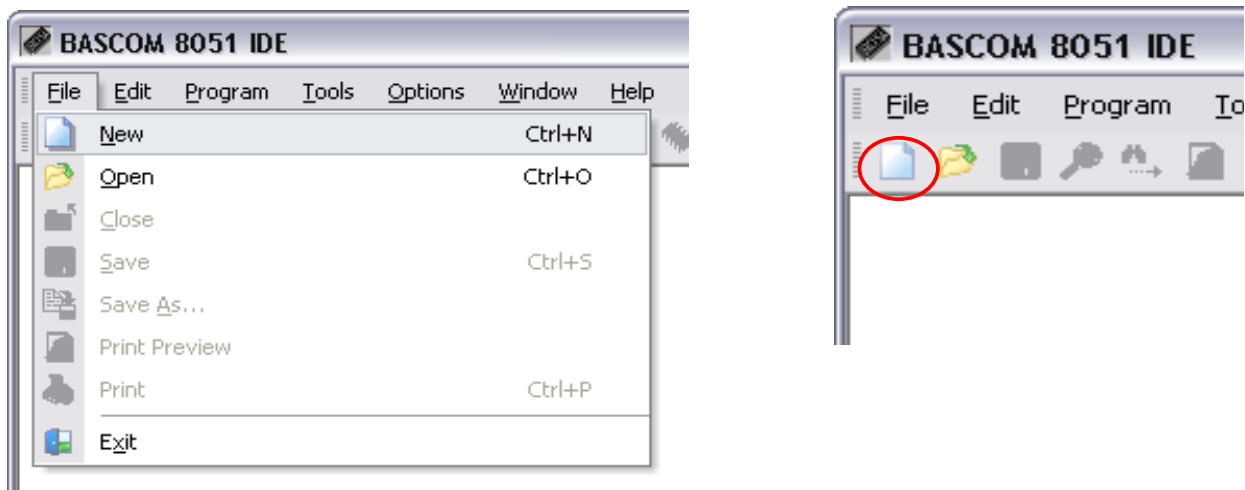 BASCOM 8051 IDE
File Edit Program Tools Options Window Help
New Ctrl+N
Open Ctrl+O
Close
Save Ctrl+S
Save As...
Print Preview
Print Ctrl+P
Exit
BASCOM 8051 IDE
File Edit Program To